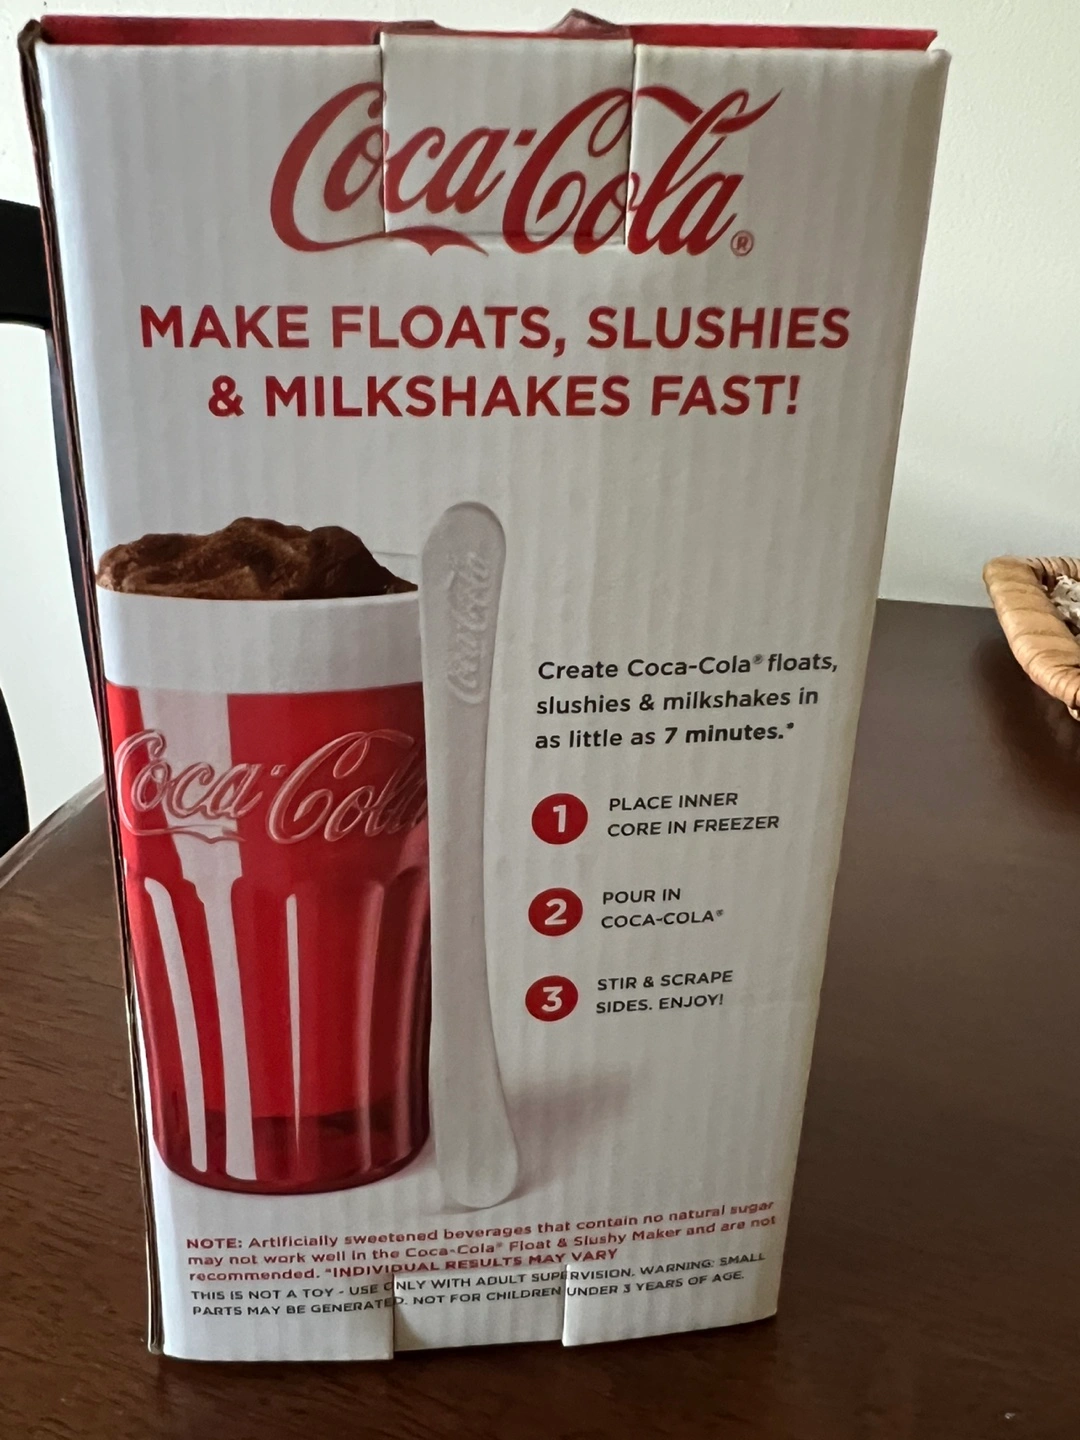 Coca-Cola®
MAKE FLOATS, SLUSHIES
& MILKSHAKES FAST!
Coca-Cola
Coca-Cola
Create Coca-Cola® floats,
slushies & milkshakes in
as little as 7 minutes.*
1 PLACE INNER
CORE IN FREEZER
2 POUR IN
COCA-COLA®
3 STIR & SCRAPE
SIDES. ENJOY!
NOTE: Artificially sweetened beverages that contain no natural sugar
may not work well in the Coca-Cola® Float & Slushy Maker and are not
recommended. *INDIVIDUAL RESULTS MAY VARY
THIS IS NOT A TOY - USE ONLY WITH ADULT SUPERVISION. WARNING: SMALL
PARTS MAY BE GENERATED. NOT FOR CHILDREN UNDER 3 YEARS OF AGE.